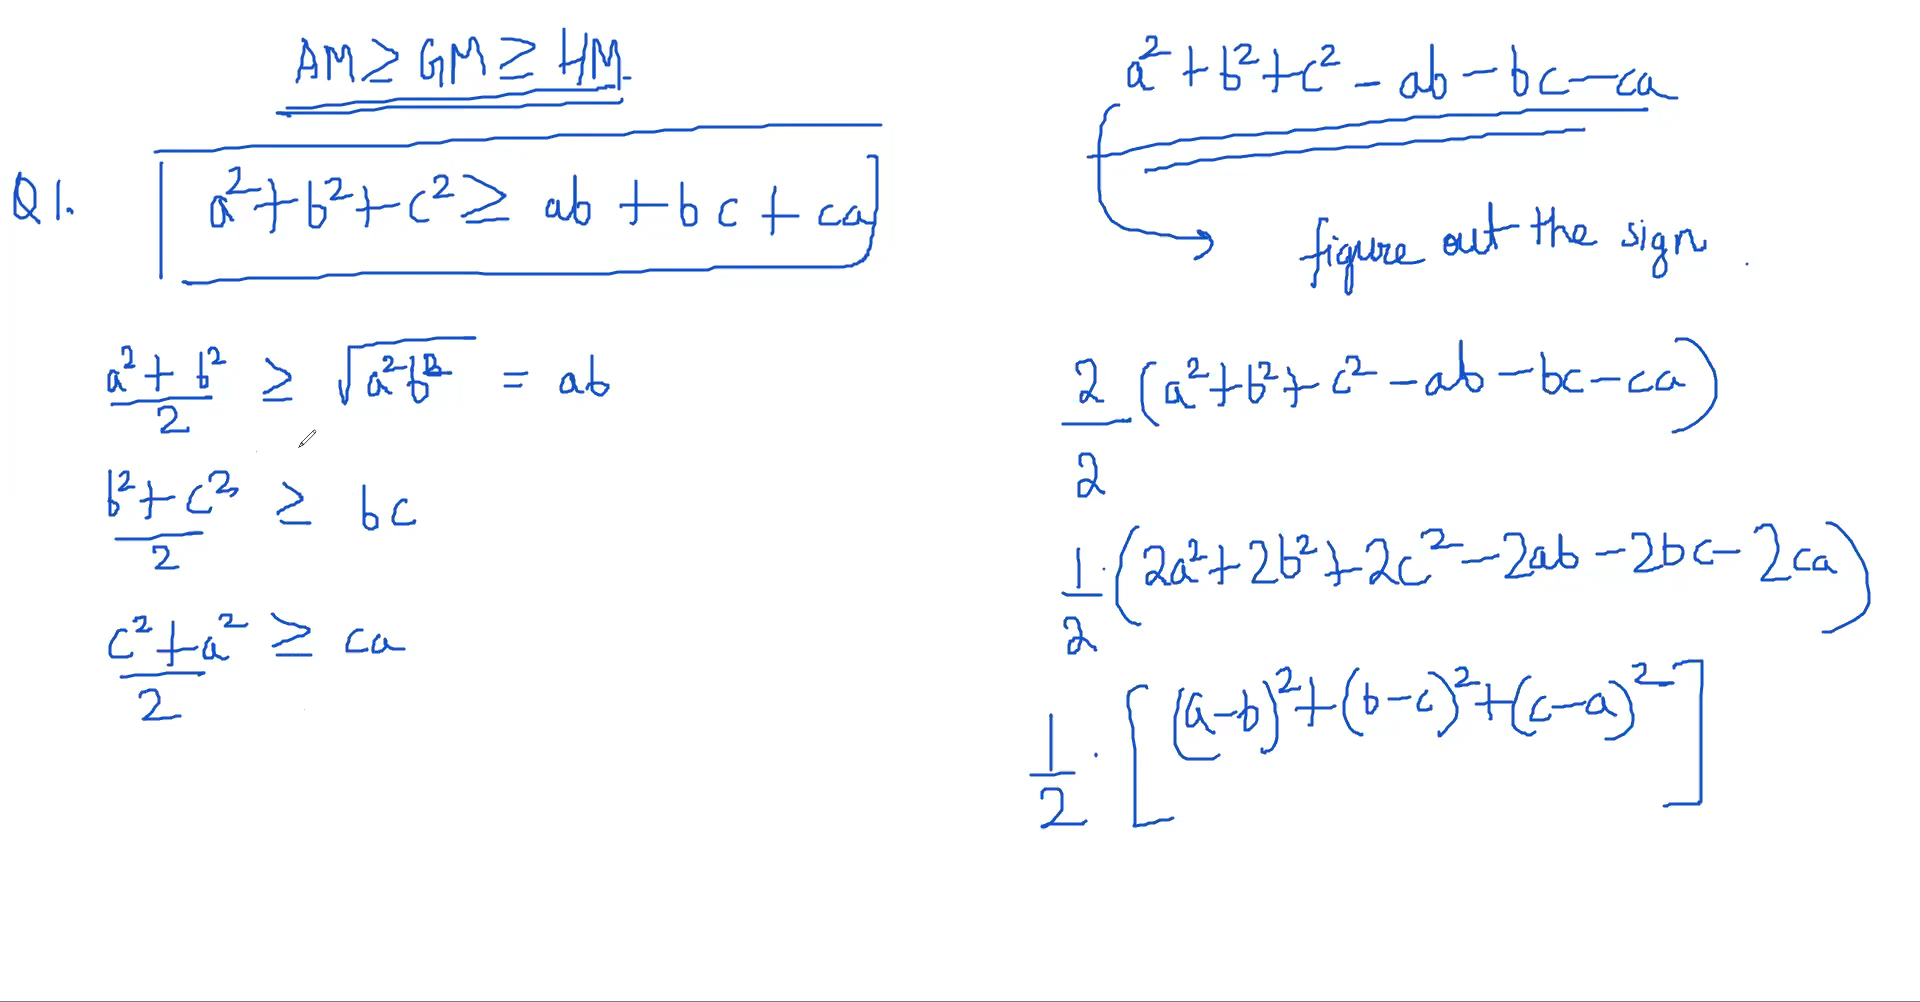 AM ≥ GM ≥ HM.
Q1. a² + b² + c² ≥ ab + bc + ca
(a² + b²)/2 ≥ √(a²b²) = ab
(b² + c²)/2 ≥ bc
(c² + a²)/2 ≥ ca
a² + b² + c² - ab - bc - ca
figure out the sign.
2/2 (a² + b² + c² - ab - bc - ca)
1/2 · (2a² + 2b² + 2c² - 2ab - 2bc - 2ca)
1/2 · [(a-b)² + (b-c)² + (c-a)²]